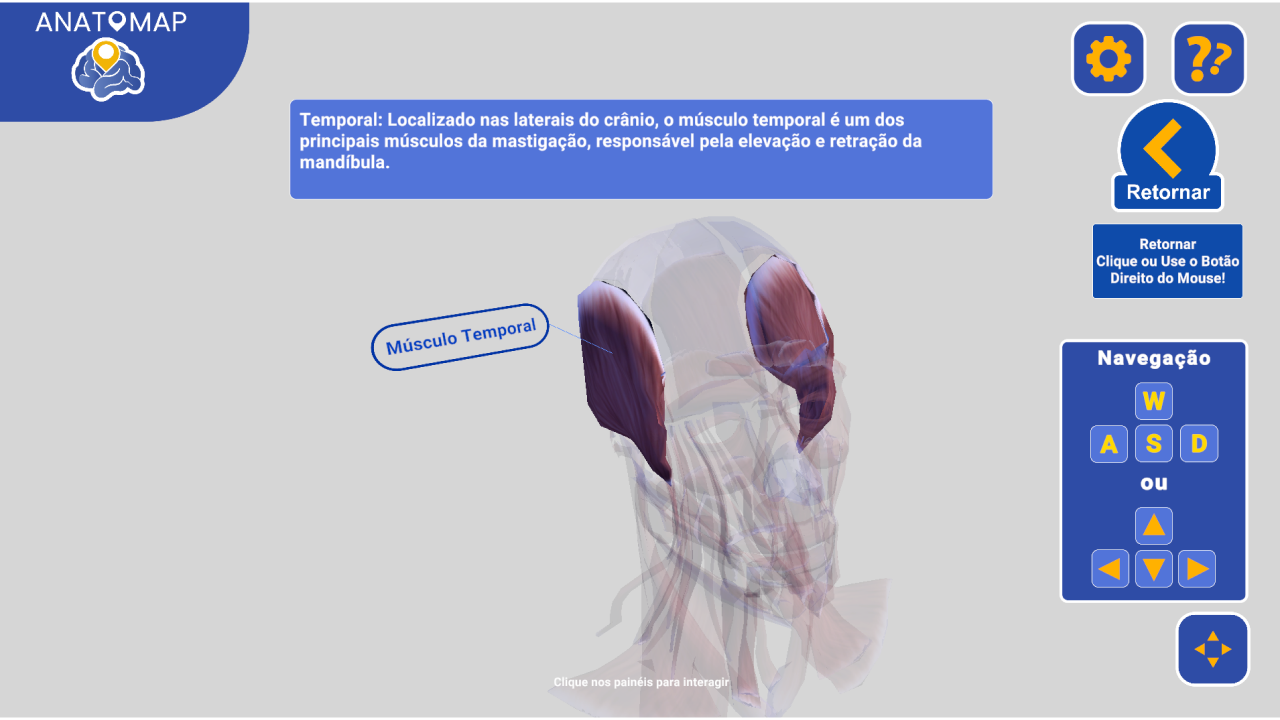 ANATOMAP
Temporal: Localizado nas laterais do crânio, o músculo temporal é um dos
principais músculos da mastigação, responsável pela elevação e retração da
mandíbula.
??
Retornar
Retornar
Clique ou Use o Botão
Direito do Mouse!
Músculo Temporal
Navegação
W
A S D
ou
Clique nos painéis para interagir